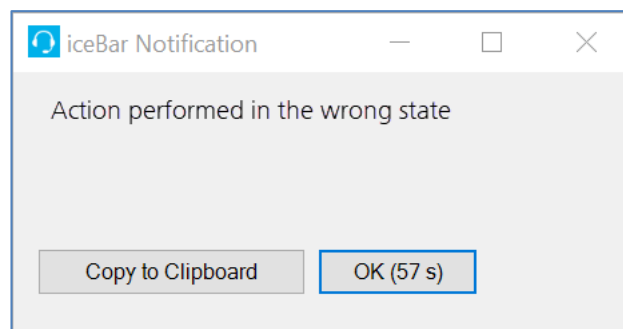 iceBar Notification
Action performed in the wrong state
Copy to Clipboard OK (57 s)